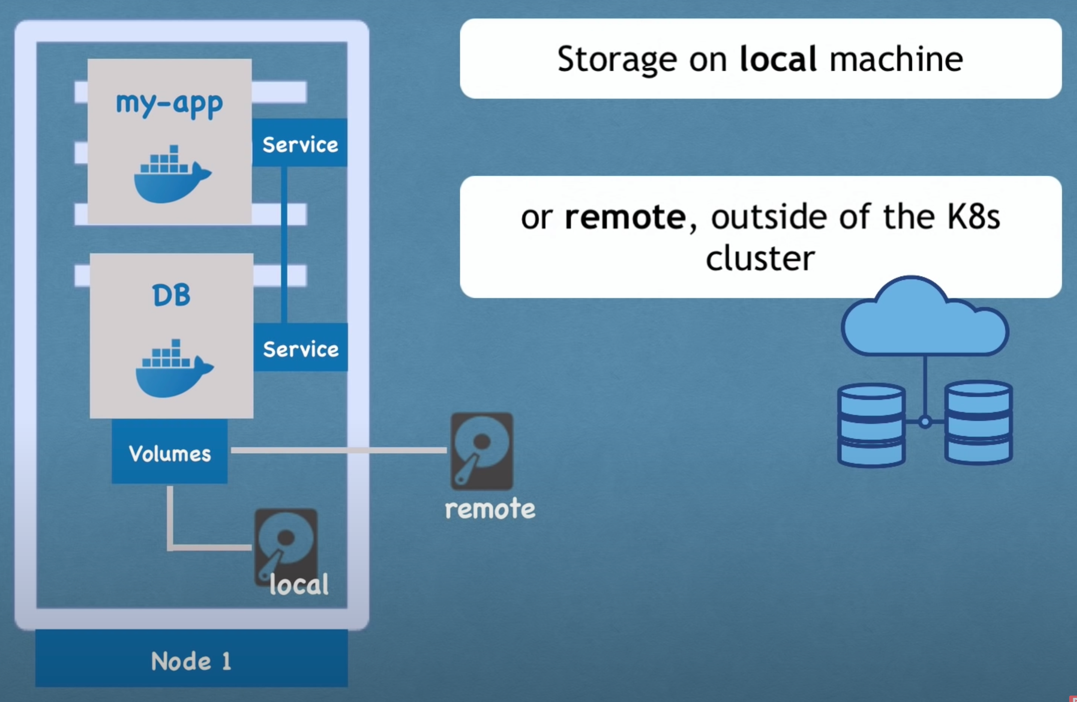 Storage on local machine
or remote, outside of the K8s
cluster
my-app
Service
DB
Service
Volumes
remote
local
Node 1